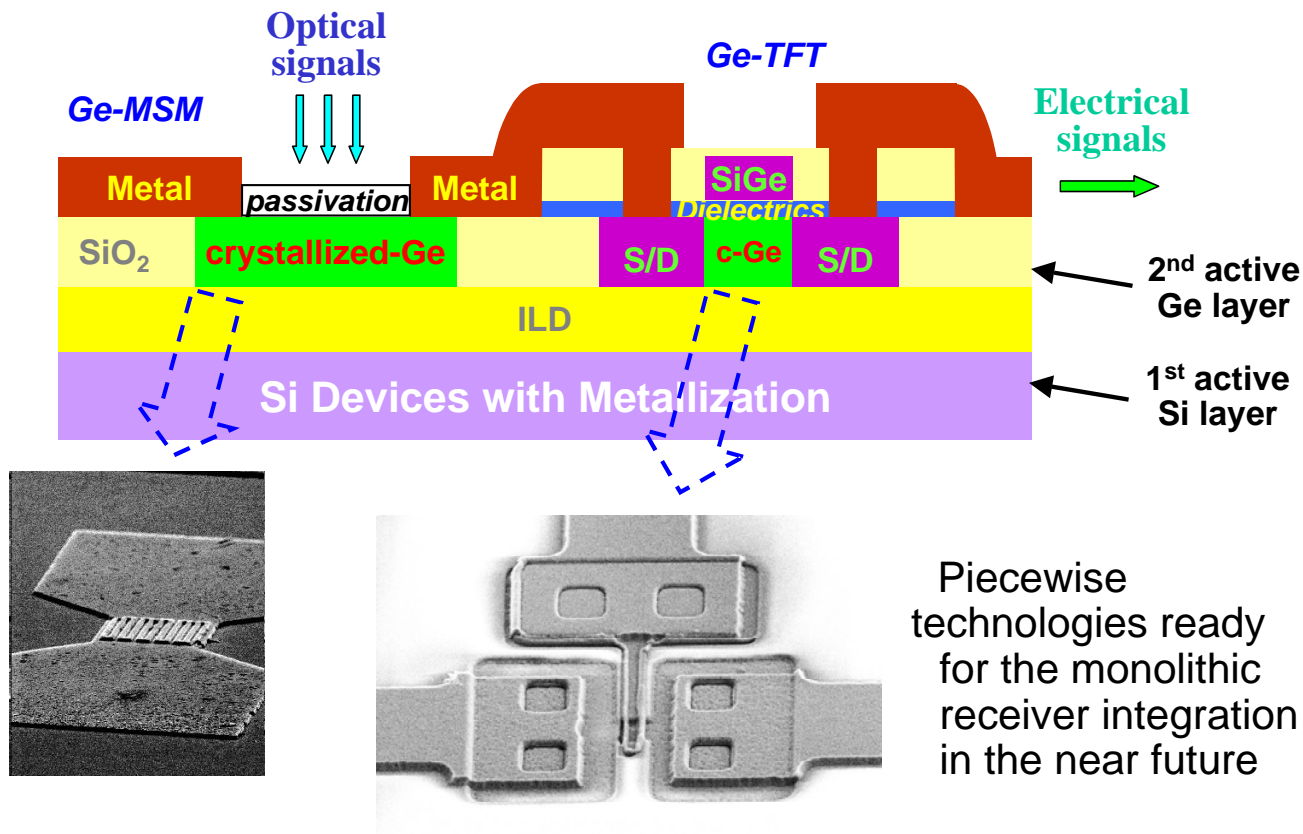 Optical
signals
Ge-TFT
Ge-MSM
Electrical
signals
Metal
passivation
Metal
SiGe
Dielectrics
SiO2
crystallized-Ge
S/D
c-Ge
S/D
2nd active
Ge layer
ILD
1st active
Si layer
Si Devices with Metallization
Piecewise
technologies ready
for the monolithic
receiver integration
in the near future